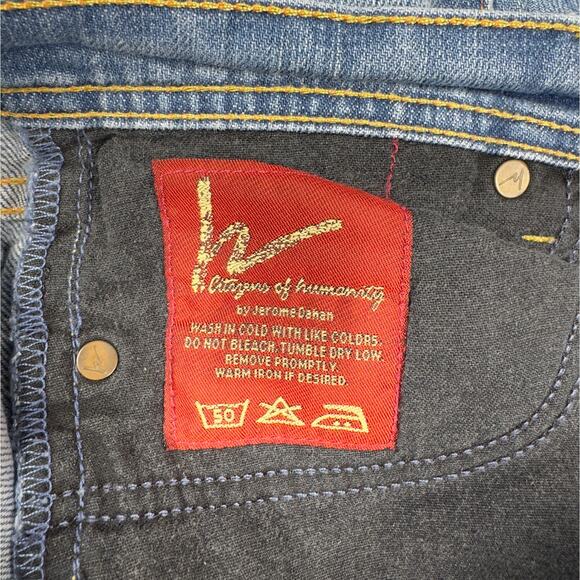 h
Citizens of humanity
by Jerome Dahan
WASH IN COLD WITH LIKE COLORS.
DO NOT BLEACH. TUMBLE DRY LOW.
REMOVE PROMPTLY.
WARM IRON IF DESIRED.
50